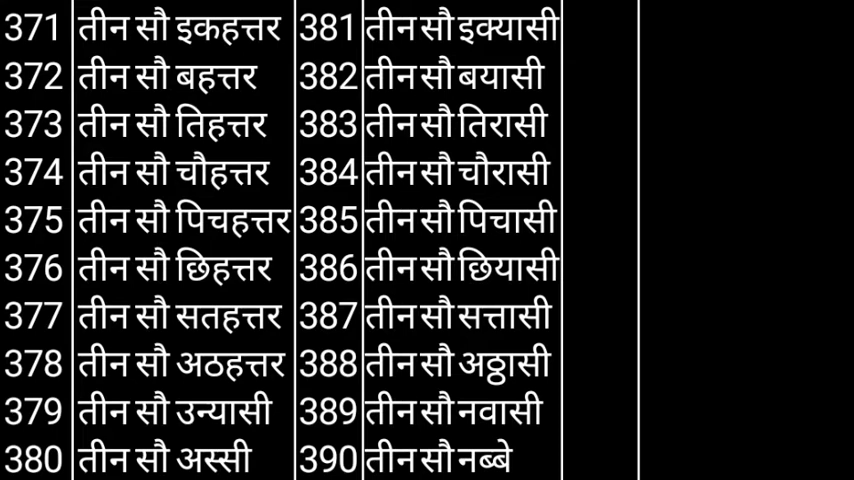 371 तीन सौ इकहत्तर 381 तीन सौ इक्यासी
372 तीन सौ बहत्तर 382 तीन सौ बयासी
373 तीन सौ तिहत्तर 383 तीन सौ तिरासी
374 तीन सौ चौहत्तर 384 तीन सौ चौरासी
375 तीन सौ पिचहत्तर 385 तीन सौ पिचासी
376 तीन सौ छिहत्तर 386 तीन सौ छियासी
377 तीन सौ सतहत्तर 387 तीन सौ सत्तासी
378 तीन सौ अठहत्तर 388 तीन सौ अठ्ठासी
379 तीन सौ उन्यासी 389 तीन सौ नवासी
380 तीन सौ अस्सी 390 तीन सौ नब्बे